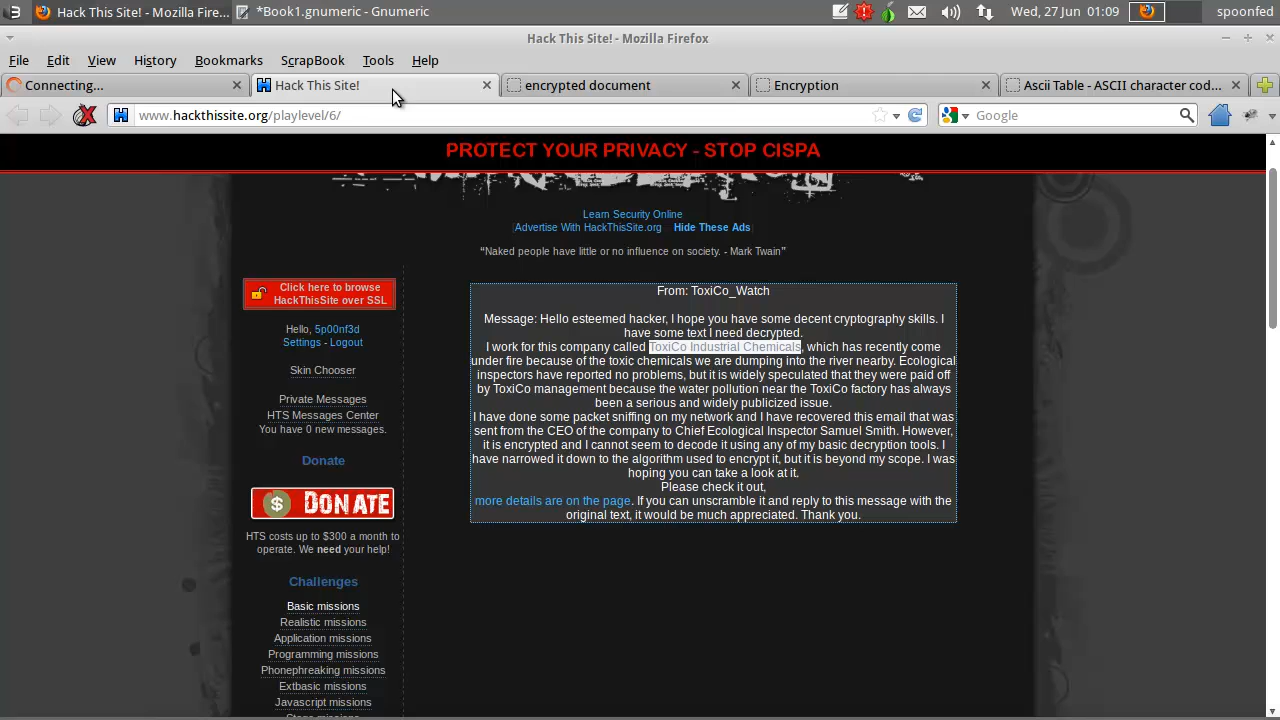 Hack This Site! - Mozilla Fire...
*Book1.gnumeric - Gnumeric
Wed, 27 Jun 01:09
spoonfed
Hack This Site! - Mozilla Firefox
File Edit View History Bookmarks ScrapBook Tools Help
Connecting...
Hack This Site!
encrypted document
Encryption
Ascii Table - ASCII character cod...
www.hackthissite.org/playlevel/6/
Google
PROTECT YOUR PRIVACY - STOP CISPA
Learn Security Online
Advertise With HackThisSite.org Hide These Ads
“Naked people have little or no influence on society. - Mark Twain”
Click here to browse
HackThisSite over SSL
Hello, 5p00nf3d
Settings - Logout
Skin Chooser
Private Messages
HTS Messages Center
You have 0 new messages.
Donate
$ DONATE
HTS costs up to $300 a month to
operate. We need your help!
Challenges
Basic missions
Realistic missions
Application missions
Programming missions
Phonephreaking missions
Extbasic missions
Javascript missions
From: ToxiCo_Watch
Message: Hello esteemed hacker, I hope you have some decent cryptography skills. I
have some text I need decrypted.
I work for this company called ToxiCo Industrial Chemicals, which has recently come
under fire because of the toxic chemicals we are dumping into the river nearby. Ecological
inspectors have reported no problems, but it is widely speculated that they were paid off
by ToxiCo management because the water pollution near the ToxiCo factory has always
been a serious and widely publicized issue.
I have done some packet sniffing on my network and I have recovered this email that was
sent from the CEO of the company to Chief Ecological Inspector Samuel Smith. However,
it is encrypted and I cannot seem to decode it using any of my basic decryption tools. I
have narrowed it down to the algorithm used to encrypt it, but it is beyond my scope. I was
hoping you can take a look at it.
Please check it out,
more details are on the page. If you can unscramble it and reply to this message with the
original text, it would be much appreciated. Thank you.